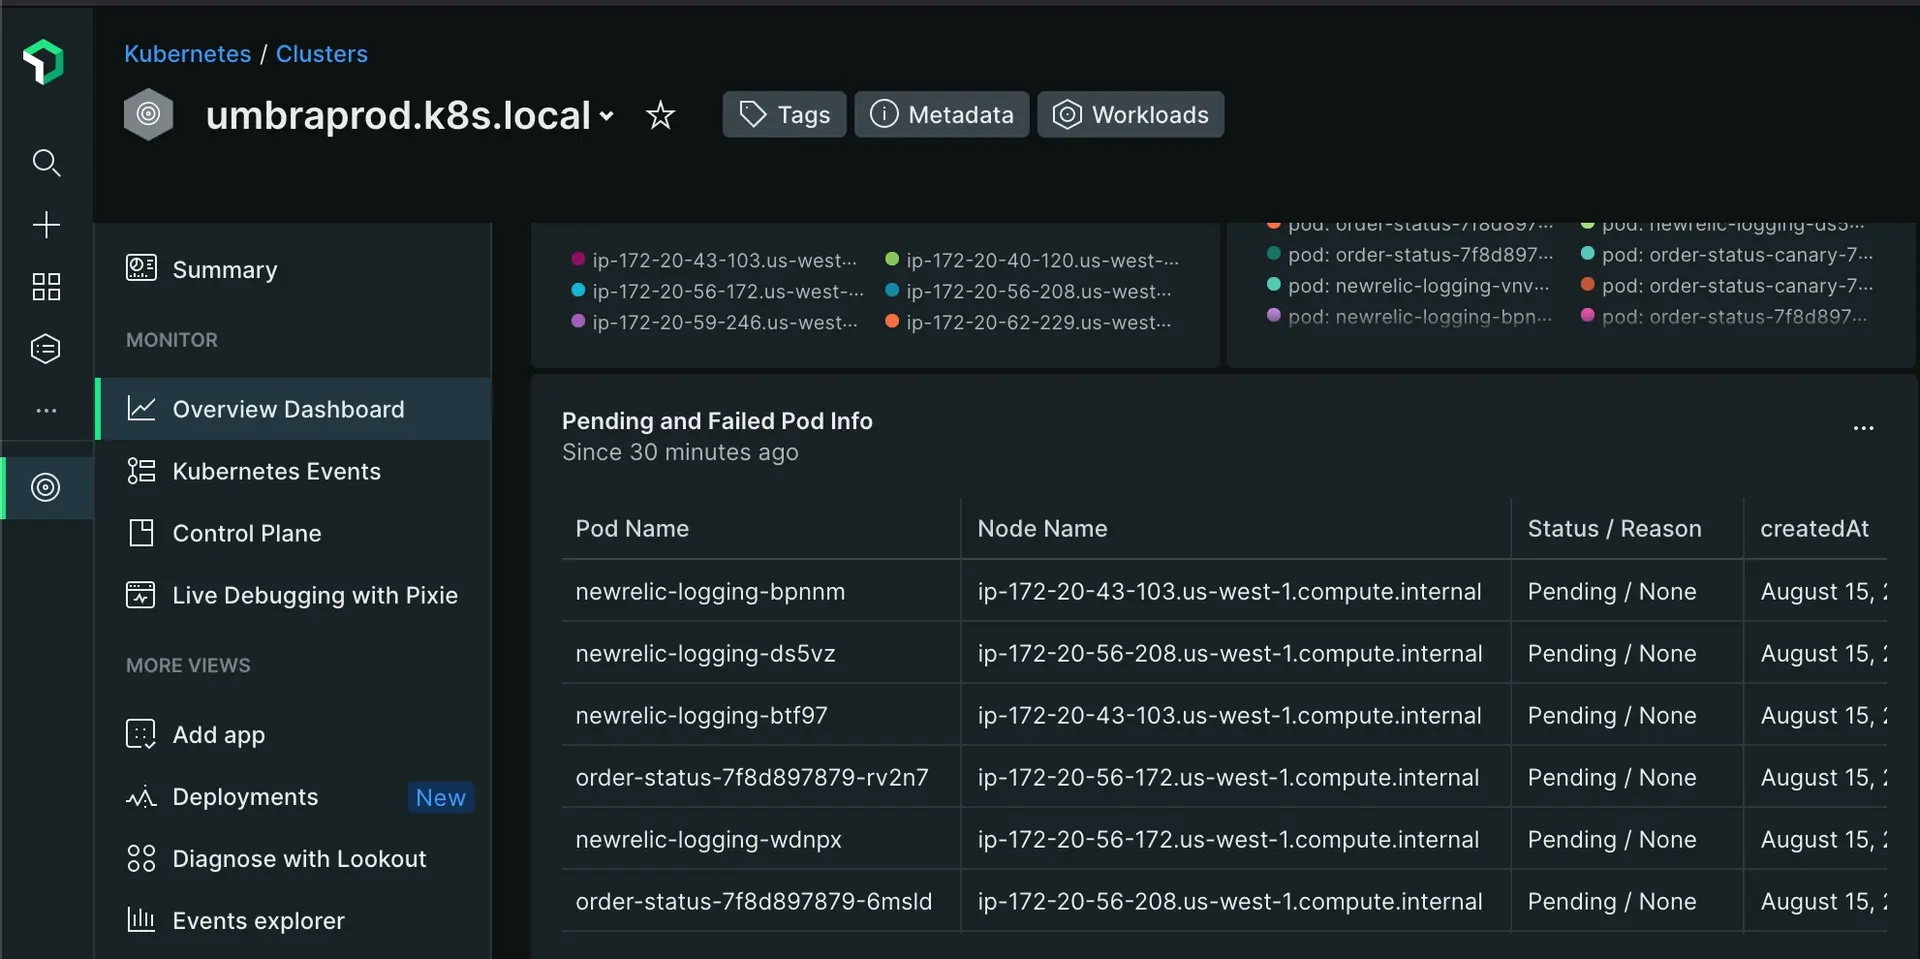 Kubernetes / Clusters
umbraprod.k8s.local
Tags
Metadata
Workloads
Summary
MONITOR
Overview Dashboard
Kubernetes Events
Control Plane
Live Debugging with Pixie
MORE VIEWS
Add app
Deployments New
Diagnose with Lookout
Events explorer
ip-172-20-43-103.us-west... ip-172-20-40-120.us-west-...
ip-172-20-56-172.us-west-... ip-172-20-56-208.us-west...
ip-172-20-59-246.us-west... ip-172-20-62-229.us-west...
pod: order-status-7f8d897... pod: newrelic-logging-ds5...
pod: order-status-7f8d897... pod: order-status-canary-7...
pod: newrelic-logging-vnv... pod: order-status-canary-7...
pod: newrelic-logging-bpn... pod: order-status-7f8d897...
Pending and Failed Pod Info
Since 30 minutes ago
Pod Name Node Name Status / Reason createdAt
newrelic-logging-bpnnm ip-172-20-43-103.us-west-1.compute.internal Pending / None August 15,
newrelic-logging-ds5vz ip-172-20-56-208.us-west-1.compute.internal Pending / None August 15,
newrelic-logging-btf97 ip-172-20-43-103.us-west-1.compute.internal Pending / None August 15,
order-status-7f8d897879-rv2n7 ip-172-20-56-172.us-west-1.compute.internal Pending / None August 15,
newrelic-logging-wdnpx ip-172-20-56-172.us-west-1.compute.internal Pending / None August 15,
order-status-7f8d897879-6msld ip-172-20-56-208.us-west-1.compute.internal Pending / None August 15,